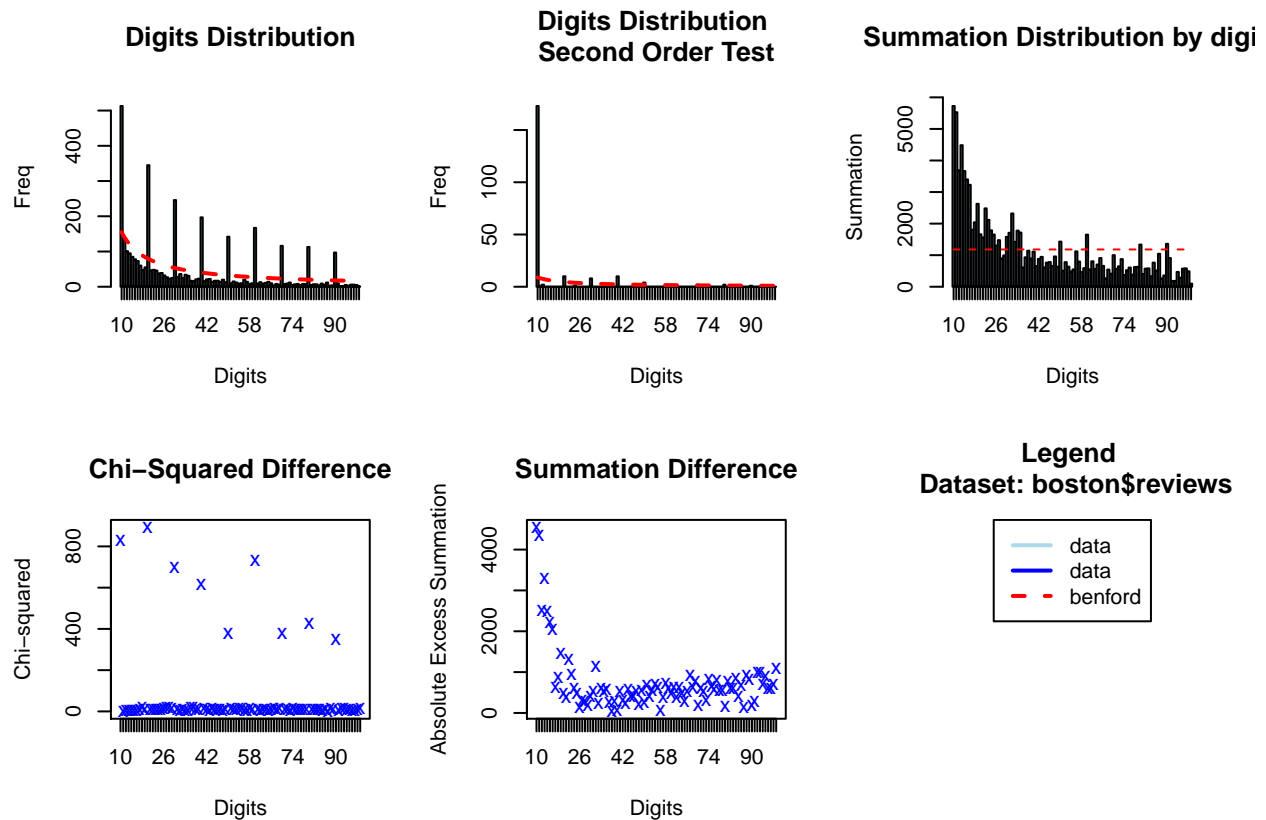 Digits Distribution
Freq
0
200
400
10 26 42 58 74 90
Digits
Digits Distribution
Second Order Test
Freq
0
50
100
10 26 42 58 74 90
Digits
Summation Distribution by digi
Summation
0
2000
5000
10 26 42 58 74 90
Digits
Chi−Squared Difference
Chi−squared
0
400
800
10 26 42 58 74 90
Digits
Summation Difference
Absolute Excess Summation
0
2000
4000
10 26 42 58 74 90
Digits
Legend
Dataset: boston$reviews
data
data
benford